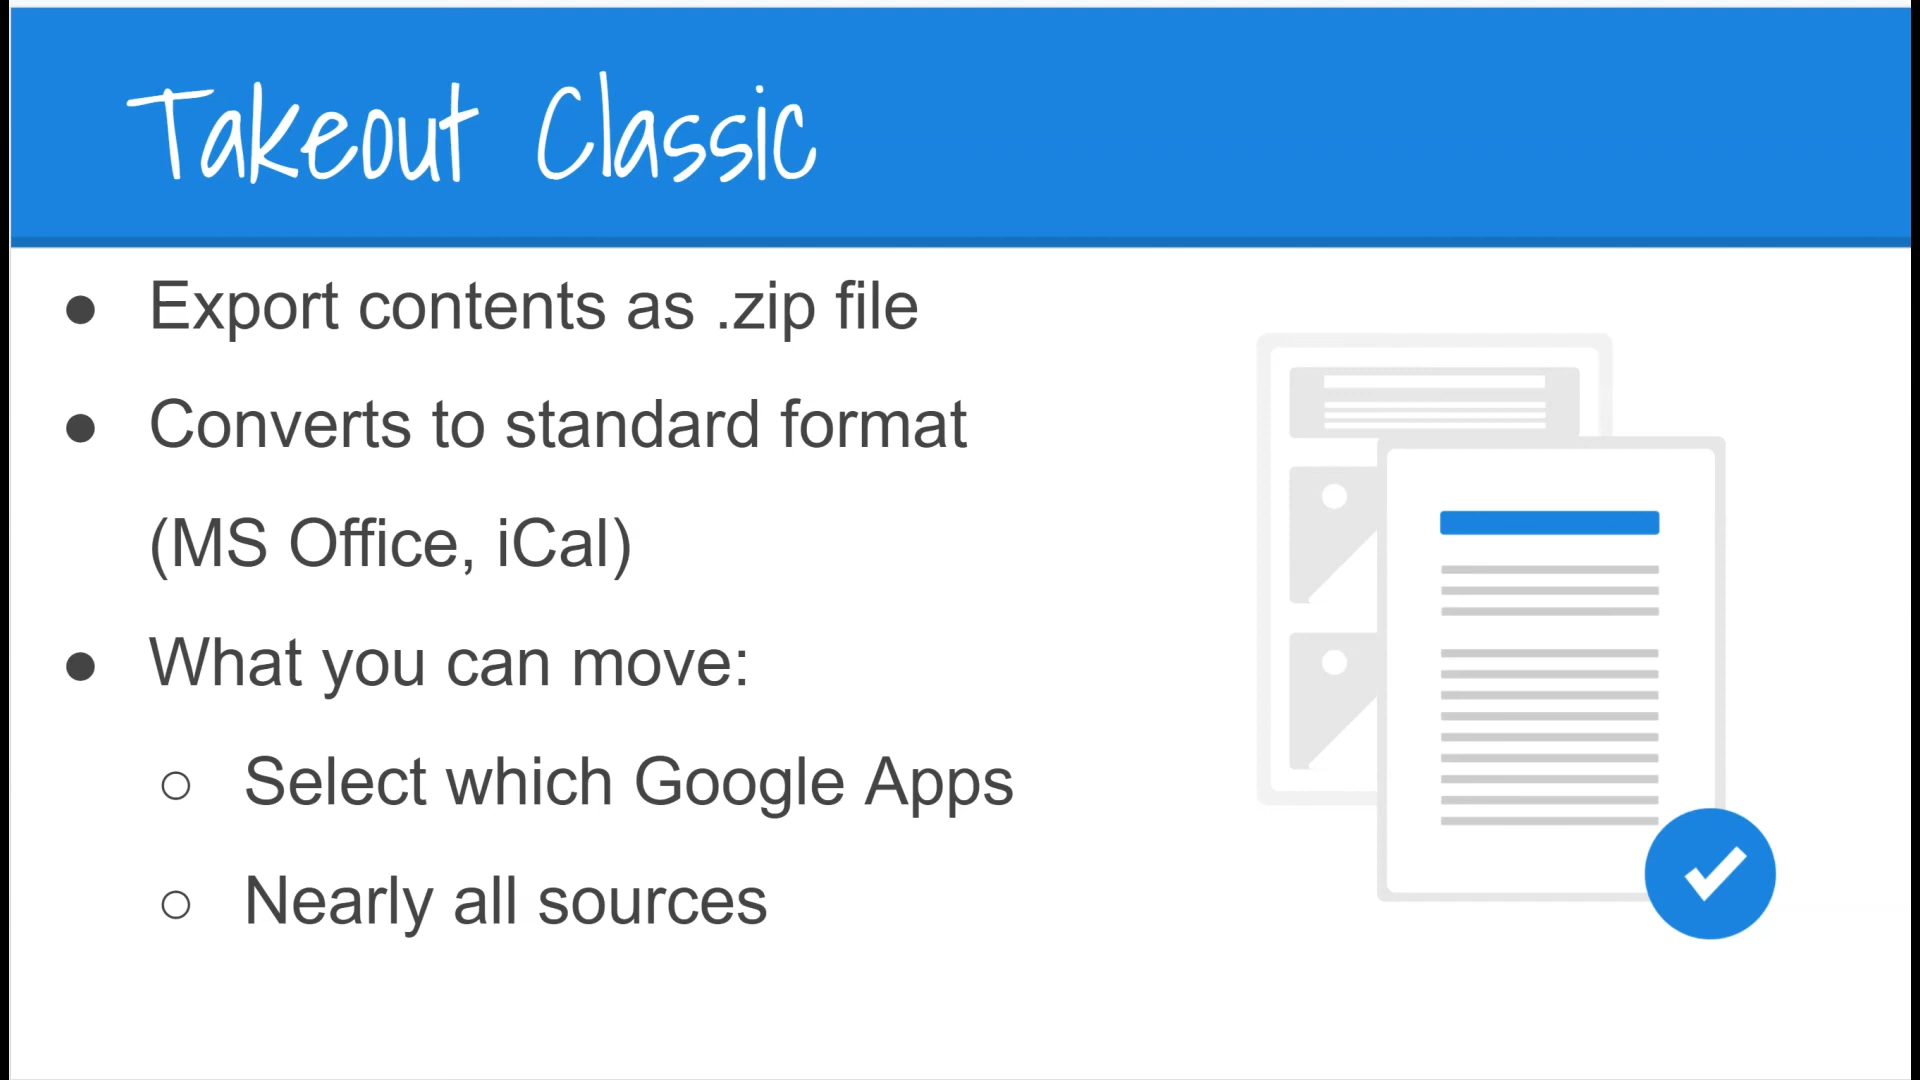 Takeout Classic
● Export contents as .zip file
● Converts to standard format
(MS Office, iCal)
● What you can move:
○ Select which Google Apps
○ Nearly all sources